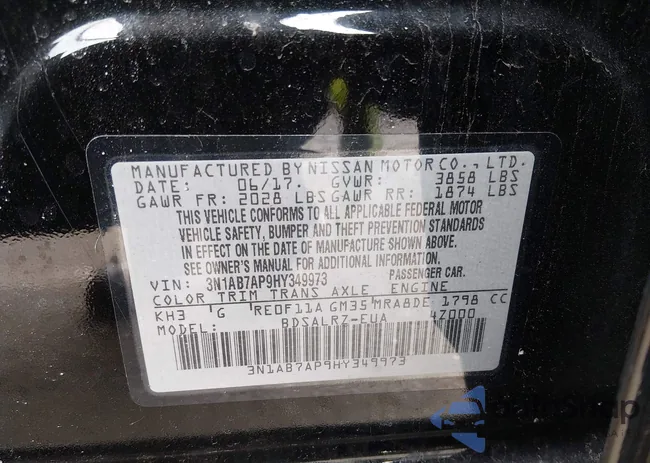 MANUFACTURED BY NISSAN MOTOR CO., LTD.
DATE: 06/17. GVWR: 3858 LBS
GAWR FR: 2028 LBS GAWR RR: 1874 LBS
THIS VEHICLE CONFORMS TO ALL APPLICABLE FEDERAL MOTOR
VEHICLE SAFETY, BUMPER AND THEFT PREVENTION STANDARDS
IN EFFECT ON THE DATE OF MANUFACTURE SHOWN ABOVE.
SEE OWNER'S MANUAL FOR ADDITIONAL INFORMATION
VIN: 3N1AB7AP9HY349973 PASSENGER CAR.
COLOR TRIM TRANS AXLE ENGINE
KH3 G RE0F11A GM35 MRA8DE 1798 CC
MODEL: BDSALRZ-EUA 4Z000
3N1AB7AP9HY349973